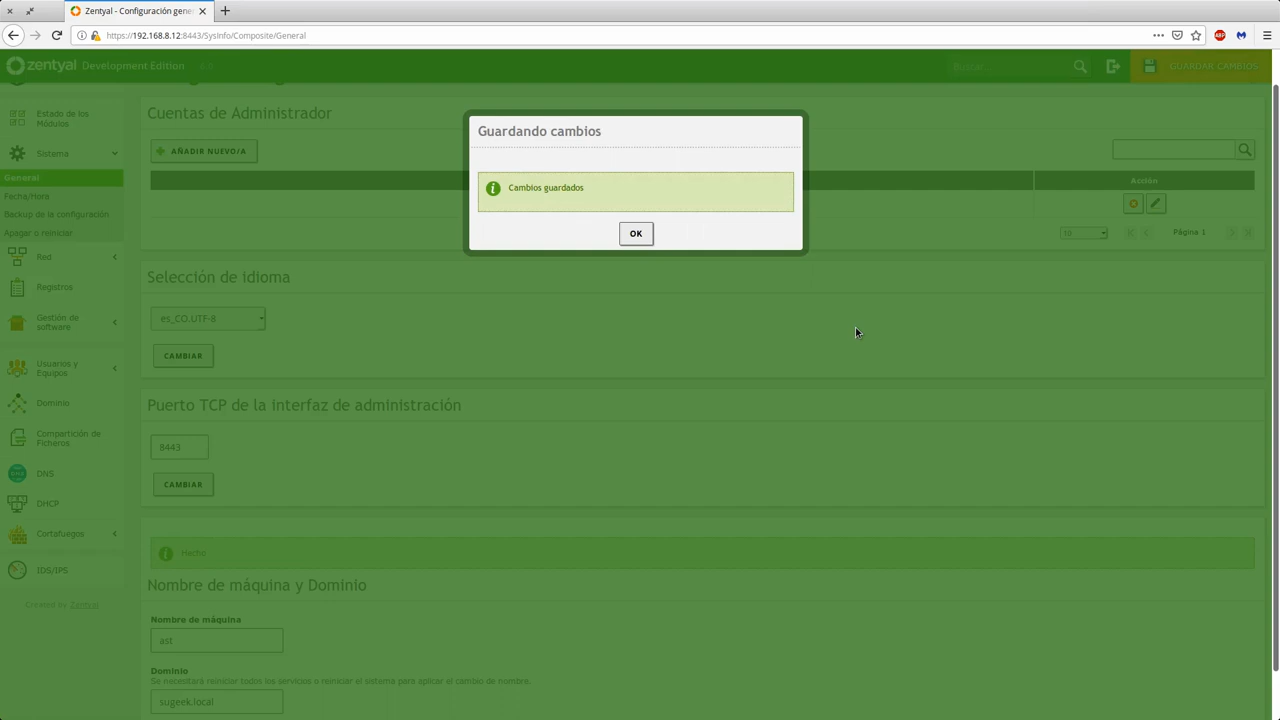 Zentyal - Configuración gene
https://192.168.8.12:8443/SysInfo/Composite/General
zentyal Development Edition
Buscar...
GUARDAR CAMBIOS
Estado de los
Módulos
Sistema
General
Fecha/Hora
Backup de la configuración
Apagar o reiniciar
Red
Registros
Gestión de
software
Usuarios y
Equipos
Dominio
Compartición de
Ficheros
DNS
DHCP
Cortafuegos
IDS/IPS
Created by Zentyal
Cuentas de Administrador
AÑADIR NUEVO/A
Acción
10
Página 1
Guardando cambios
Cambios guardados
OK
Selección de idioma
es_CO.UTF-8
CAMBIAR
Puerto TCP de la interfaz de administración
8443
CAMBIAR
Hecho
Nombre de máquina y Dominio
Nombre de máquina
ast
Dominio
Se necesitará reiniciar todos los servicios o reiniciar el sistema para aplicar el cambio de nombre.
sugeek.local